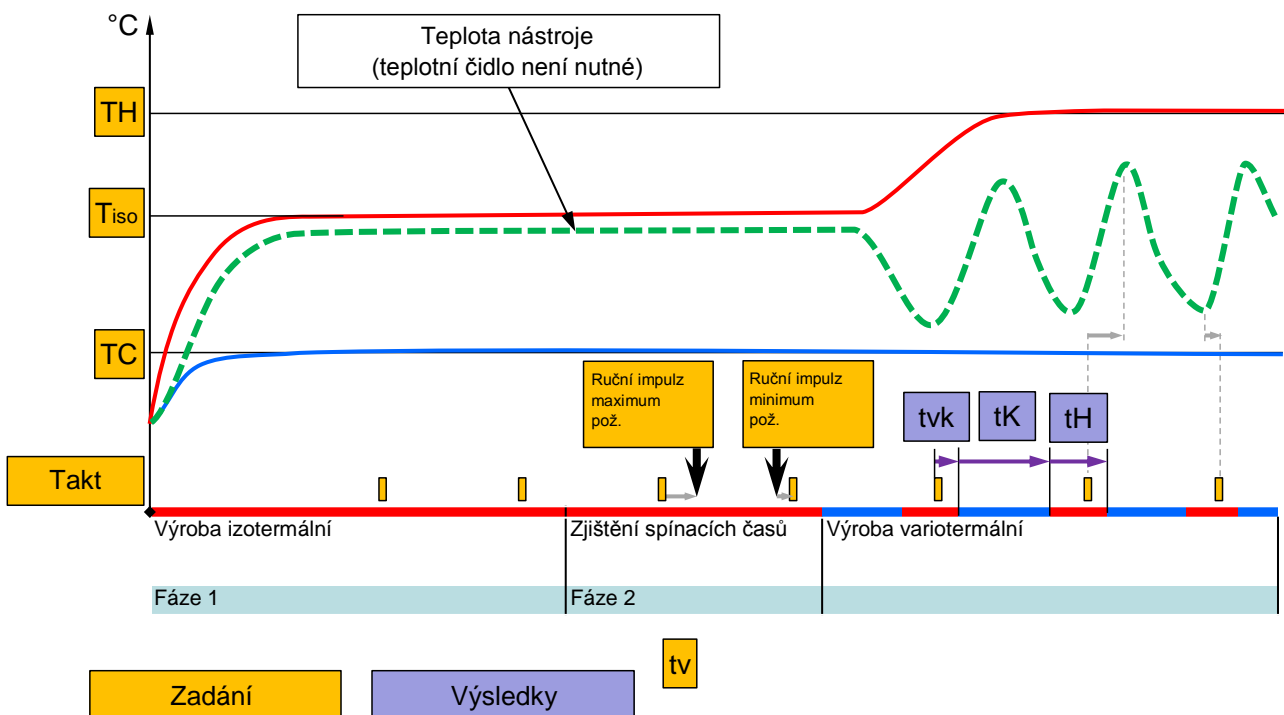 °C
Teplota nástroje
(teplotní čidlo není nutné)
TH
Tiso
TC
Ruční impulz
maximum
pož.
Ruční impulz
minimum
pož.
tvk
tK
tH
Takt
Výroba izotermální
Zjištění spínacích časů
Výroba variotermální
Fáze 1
Fáze 2
tv
Zadání
Výsledky